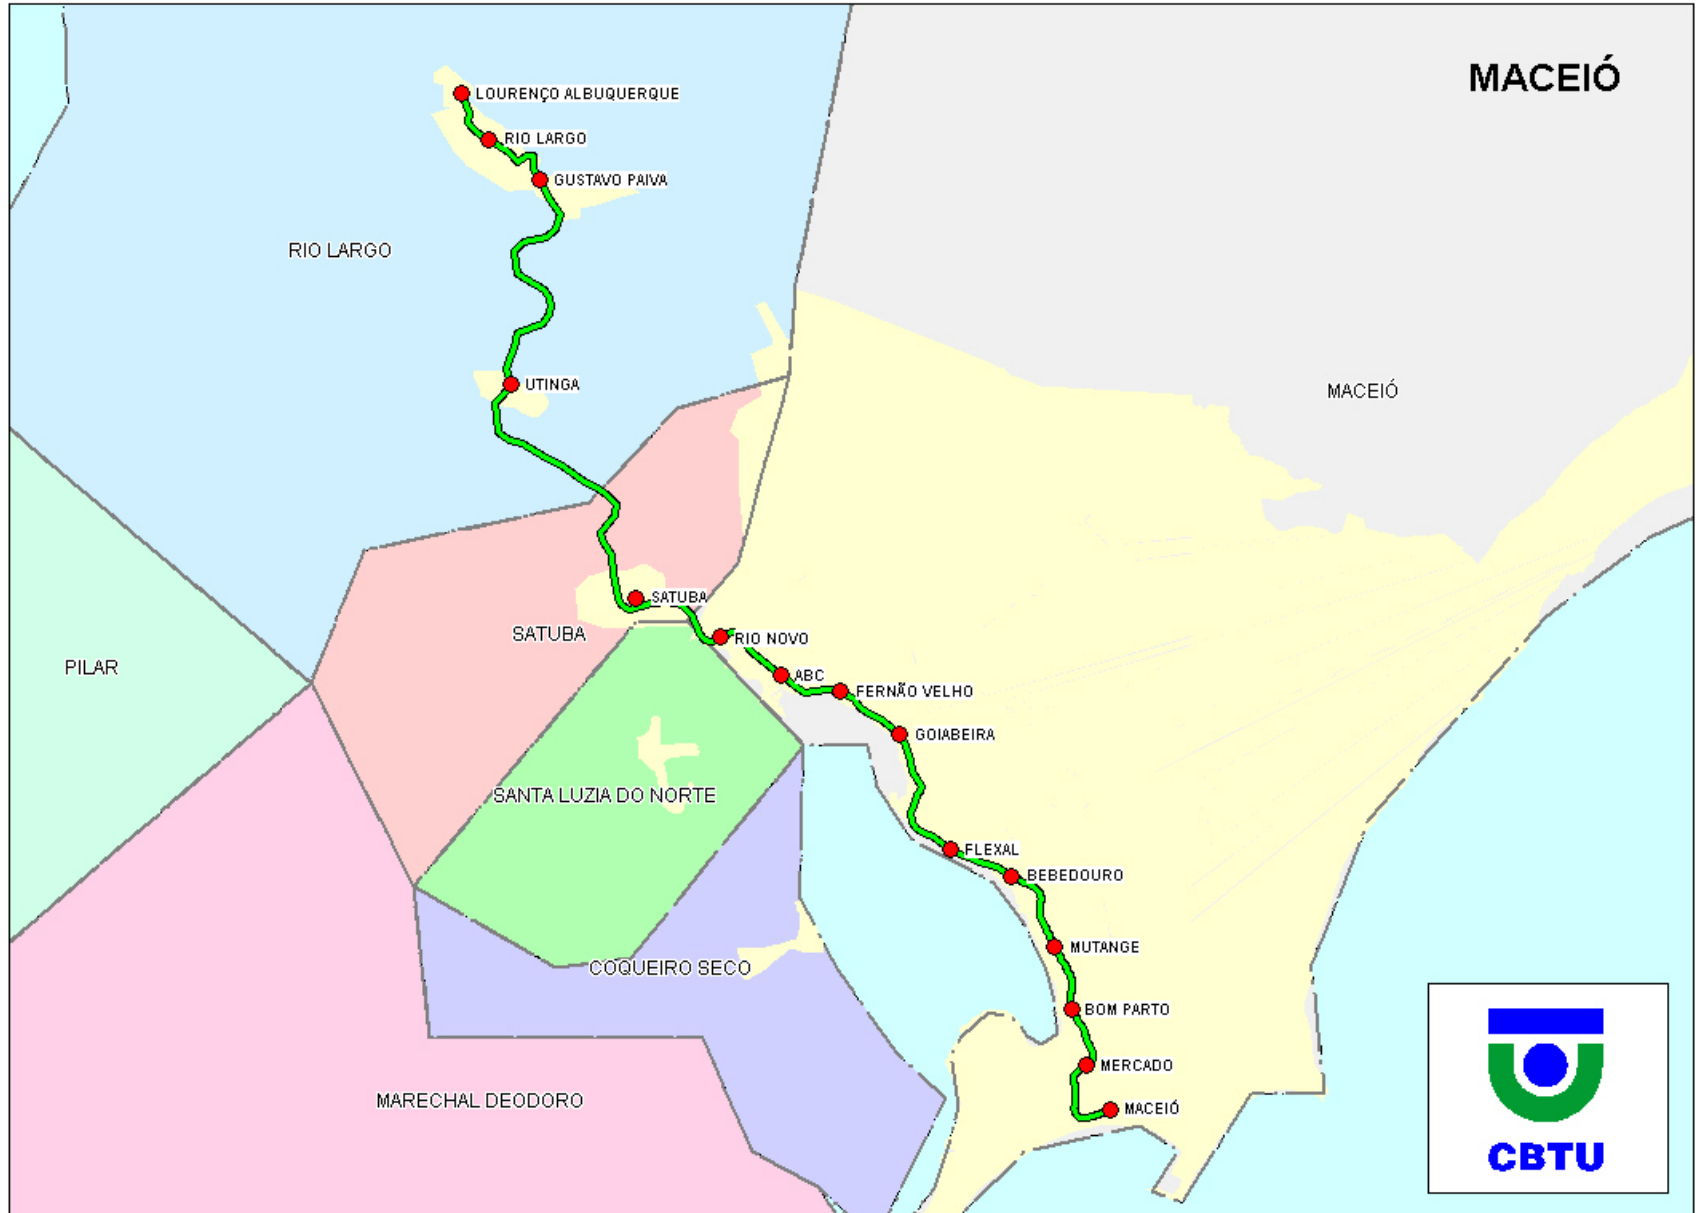 MACEIÓ
LOURENÇO ALBUQUERQUE
RIO LARGO
GUSTAVO PAIVA
RIO LARGO
UTINGA
MACEIÓ
SATUBA
SATUBA
RIO NOVO
PILAR
ABC
FERNÃO VELHO
GOIABEIRA
SANTA LUZIA DO NORTE
FLEXAL
BEBEDOURO
MUTANGE
COQUEIRO SECO
BOM PARTO
MERCADO
MARECHAL DEODORO
MACEIÓ
CBTU